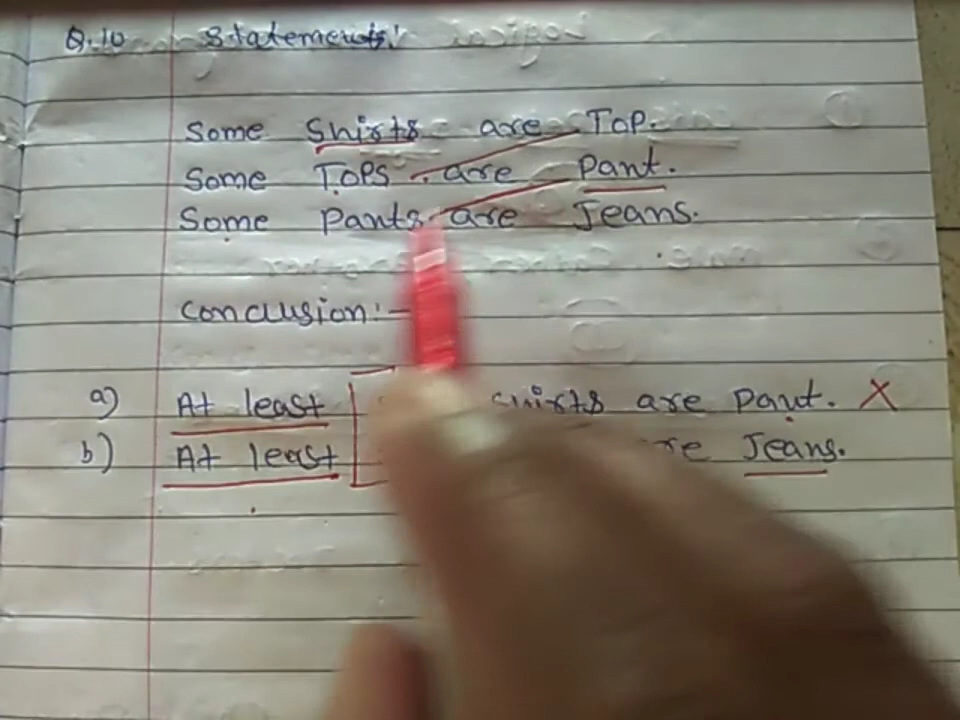 Q.10 Statements:
Some Shirts are Top.
Some Tops are Pant.
Some Pants are Jeans.
Conclusion:-
a) At least shirts are Pant. X
b) At least are Jeans.